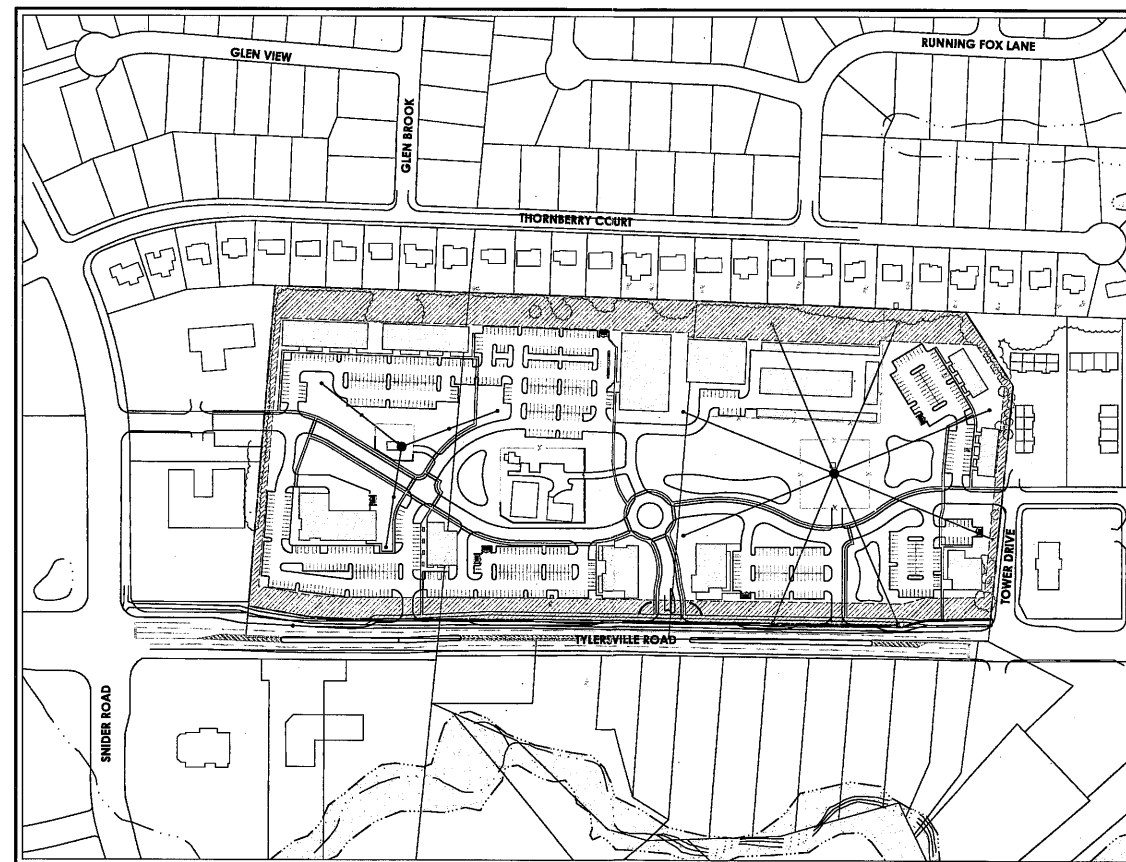 GLEN VIEW
RUNNING FOX LANE
GLEN BROOK
THORNBERRY COURT
TOWER DRIVE
TYLERSVILLE ROAD
SNIDER ROAD